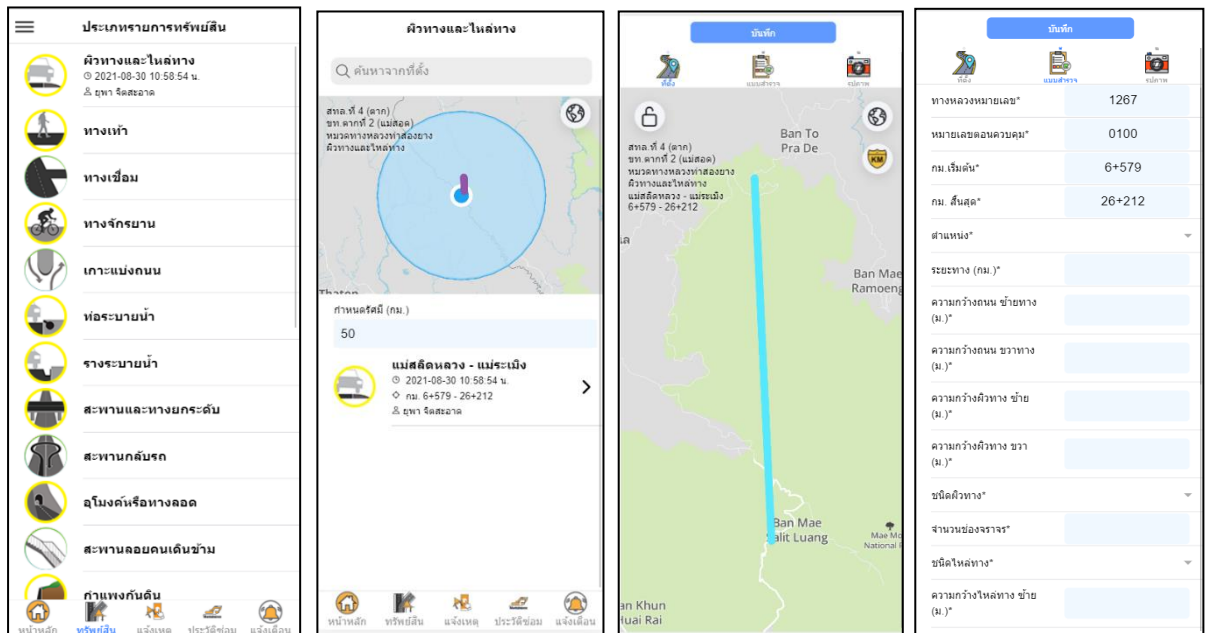 ประเภทรายการทรัพย์สิน
ผิวทางและไหล่ทาง
2021-08-30 10:58:54 น.
ยุพา จิตสะอาด
ทางเท้า
ทางเชื่อม
ทางจักรยาน
เกาะแบ่งถนน
ท่อระบายน้ำ
รางระบายน้ำ
สะพานและทางยกระดับ
สะพานกลับรถ
อุโมงค์หรือทางลอด
สะพานลอยคนเดินข้าม
กำแพงกันดิน
หน้าหลัก ทรัพย์สิน แจ้งเหตุ ประวัติซ่อม แจ้งเตือน
ผิวทางและไหล่ทาง
ค้นหาจากที่ตั้ง
สทล.ที่ 4 (ตาก)
ขท.ตากที่ 2 (แม่สอด)
หมวดทางหลวงท่าสองยาง
ผิวทางและไหล่ทาง
Thaton
กำหนดรัศมี (กม.)
50
แม่สลิดหลวง - แม่ระเมิง
2021-08-30 10:58:54 น.
กม. 6+579 - 26+212
ยุพา จิตสะอาด
หน้าหลัก ทรัพย์สิน แจ้งเหตุ ประวัติซ่อม แจ้งเตือน
บันทึก
ที่ตั้ง แบบสำรวจ รูปภาพ
สทล.ที่ 4 (ตาก)
ขท.ตากที่ 2 (แม่สอด)
หมวดทางหลวงท่าสองยาง
ผิวทางและไหล่ทาง
แม่สลิดหลวง - แม่ระเมิง
6+579 - 26+212
KM
Ban To
Pra De
Ban Mae
Ramoeng
Ban Mae
Salit Luang
Mae Mo
National
an Khun
Huai Rai
บันทึก
ที่ตั้ง แบบสำรวจ รูปภาพ
ทางหลวงหมายเลข* 1267
หมายเลขตอนควบคุม* 0100
กม.เริ่มต้น* 6+579
กม. สิ้นสุด* 26+212
ตำแหน่ง*
ระยะทาง (กม.)*
ความกว้างถนน ซ้ายทาง
(ม.)*
ความกว้างถนน ขวาทาง
(ม.)*
ความกว้างผิวทาง ซ้าย
(ม.)*
ความกว้างผิวทาง ขวา
(ม.)*
ชนิดผิวทาง*
จำนวนช่องจราจร*
ชนิดไหล่ทาง*
ความกว้างไหล่ทาง ซ้าย
(ม.)*